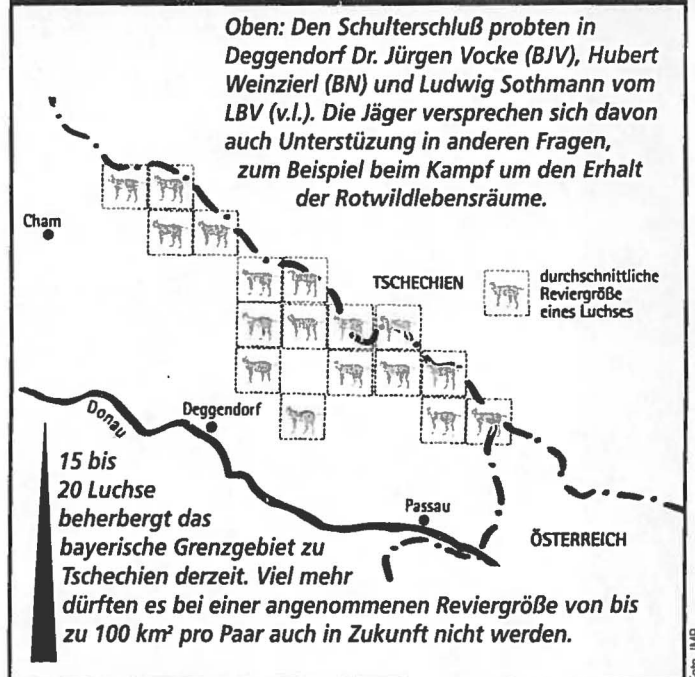 Oben: Den Schulterschluß probten in
Deggendorf Dr. Jürgen Vocke (BJV), Hubert
Weinzierl (BN) und Ludwig Sothmann vom
LBV (v.l.). Die Jäger versprechen sich davon
auch Unterstüzung in anderen Fragen,
zum Beispiel beim Kampf um den Erhalt
der Rotwildlebensräume.
Cham
TSCHECHIEN
durchschnittliche
Reviergröße
eines Luchses
Donau
Deggendorf
Passau
ÖSTERREICH
15 bis
20 Luchse
beherbergt das
bayerische Grenzgebiet zu
Tschechien derzeit. Viel mehr
dürften es bei einer angenommenen Reviergröße von bis
zu 100 km² pro Paar auch in Zukunft nicht werden.